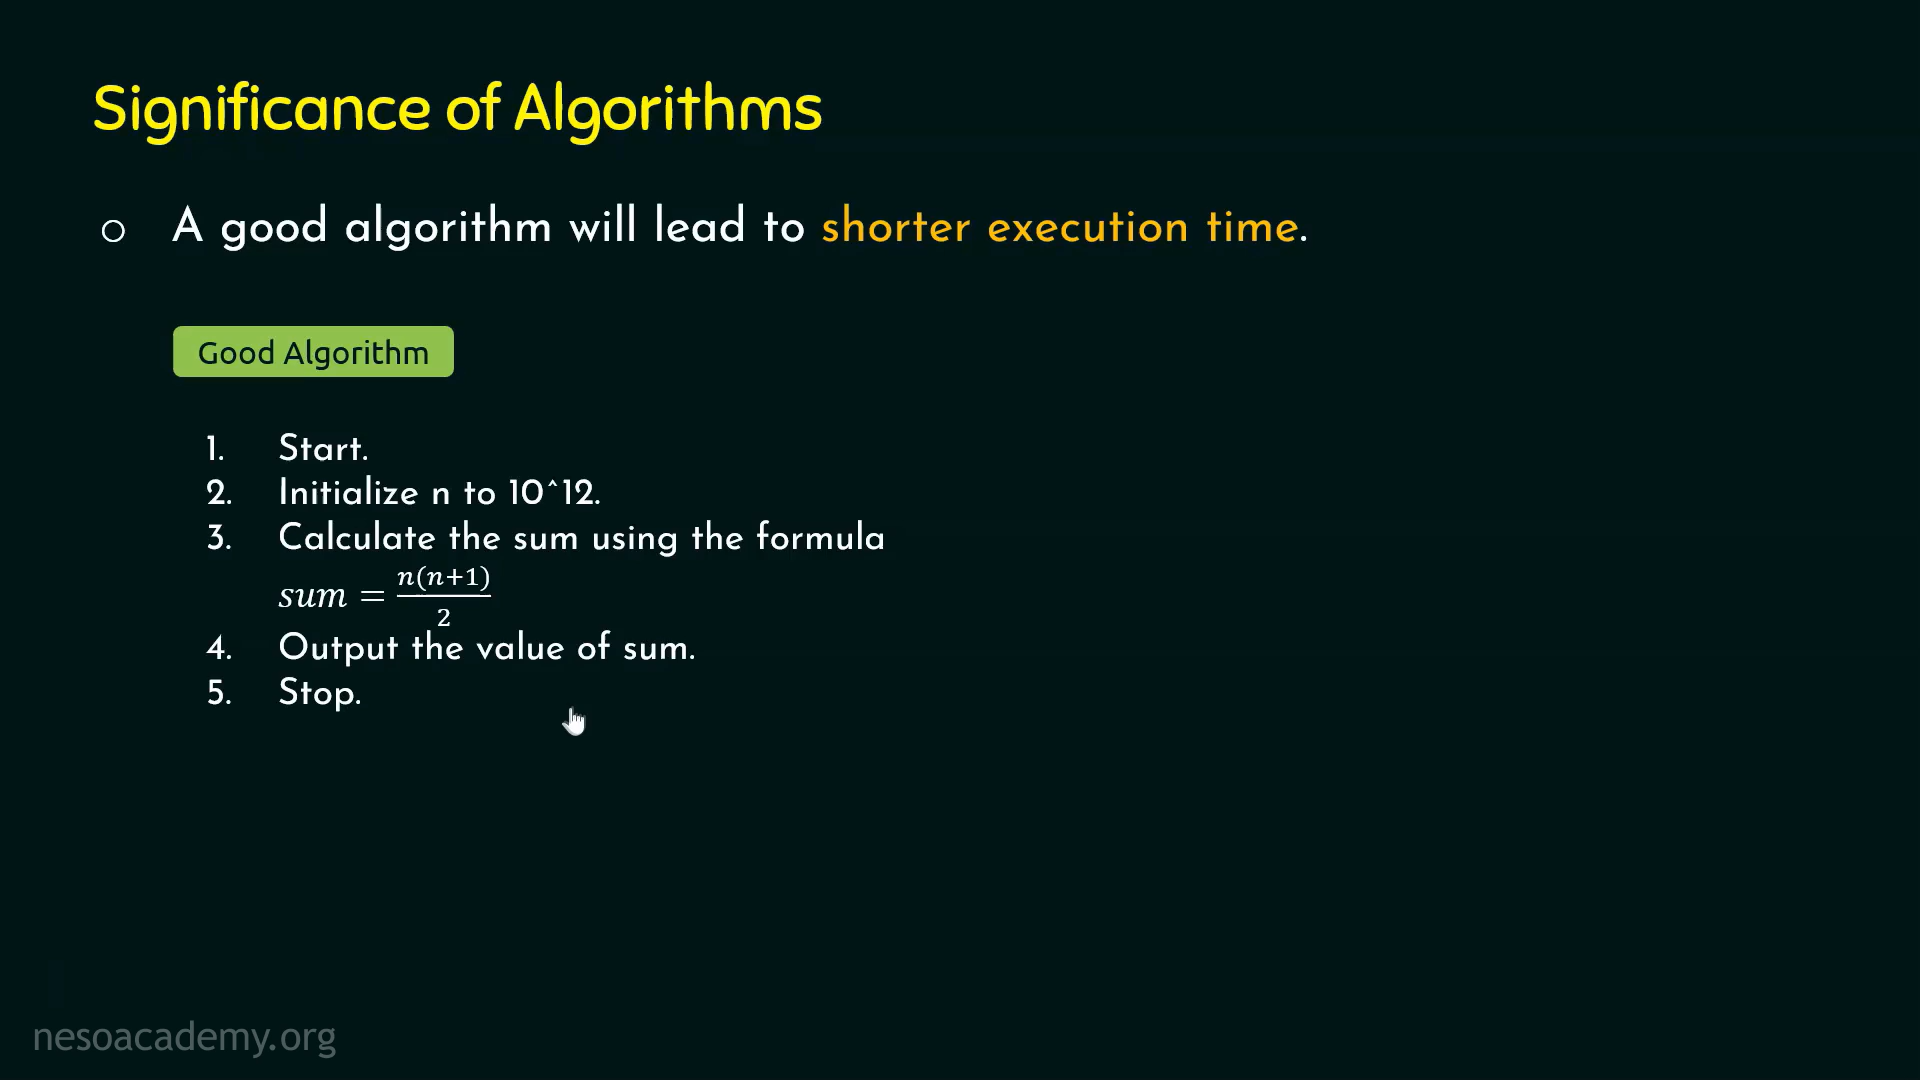 Significance of Algorithms
○ A good algorithm will lead to shorter execution time.
Good Algorithm
1. Start.
2. Initialize n to 10^12.
3. Calculate the sum using the formula
sum = n(n+1)/2
4. Output the value of sum.
5. Stop.
nesoacademy.org